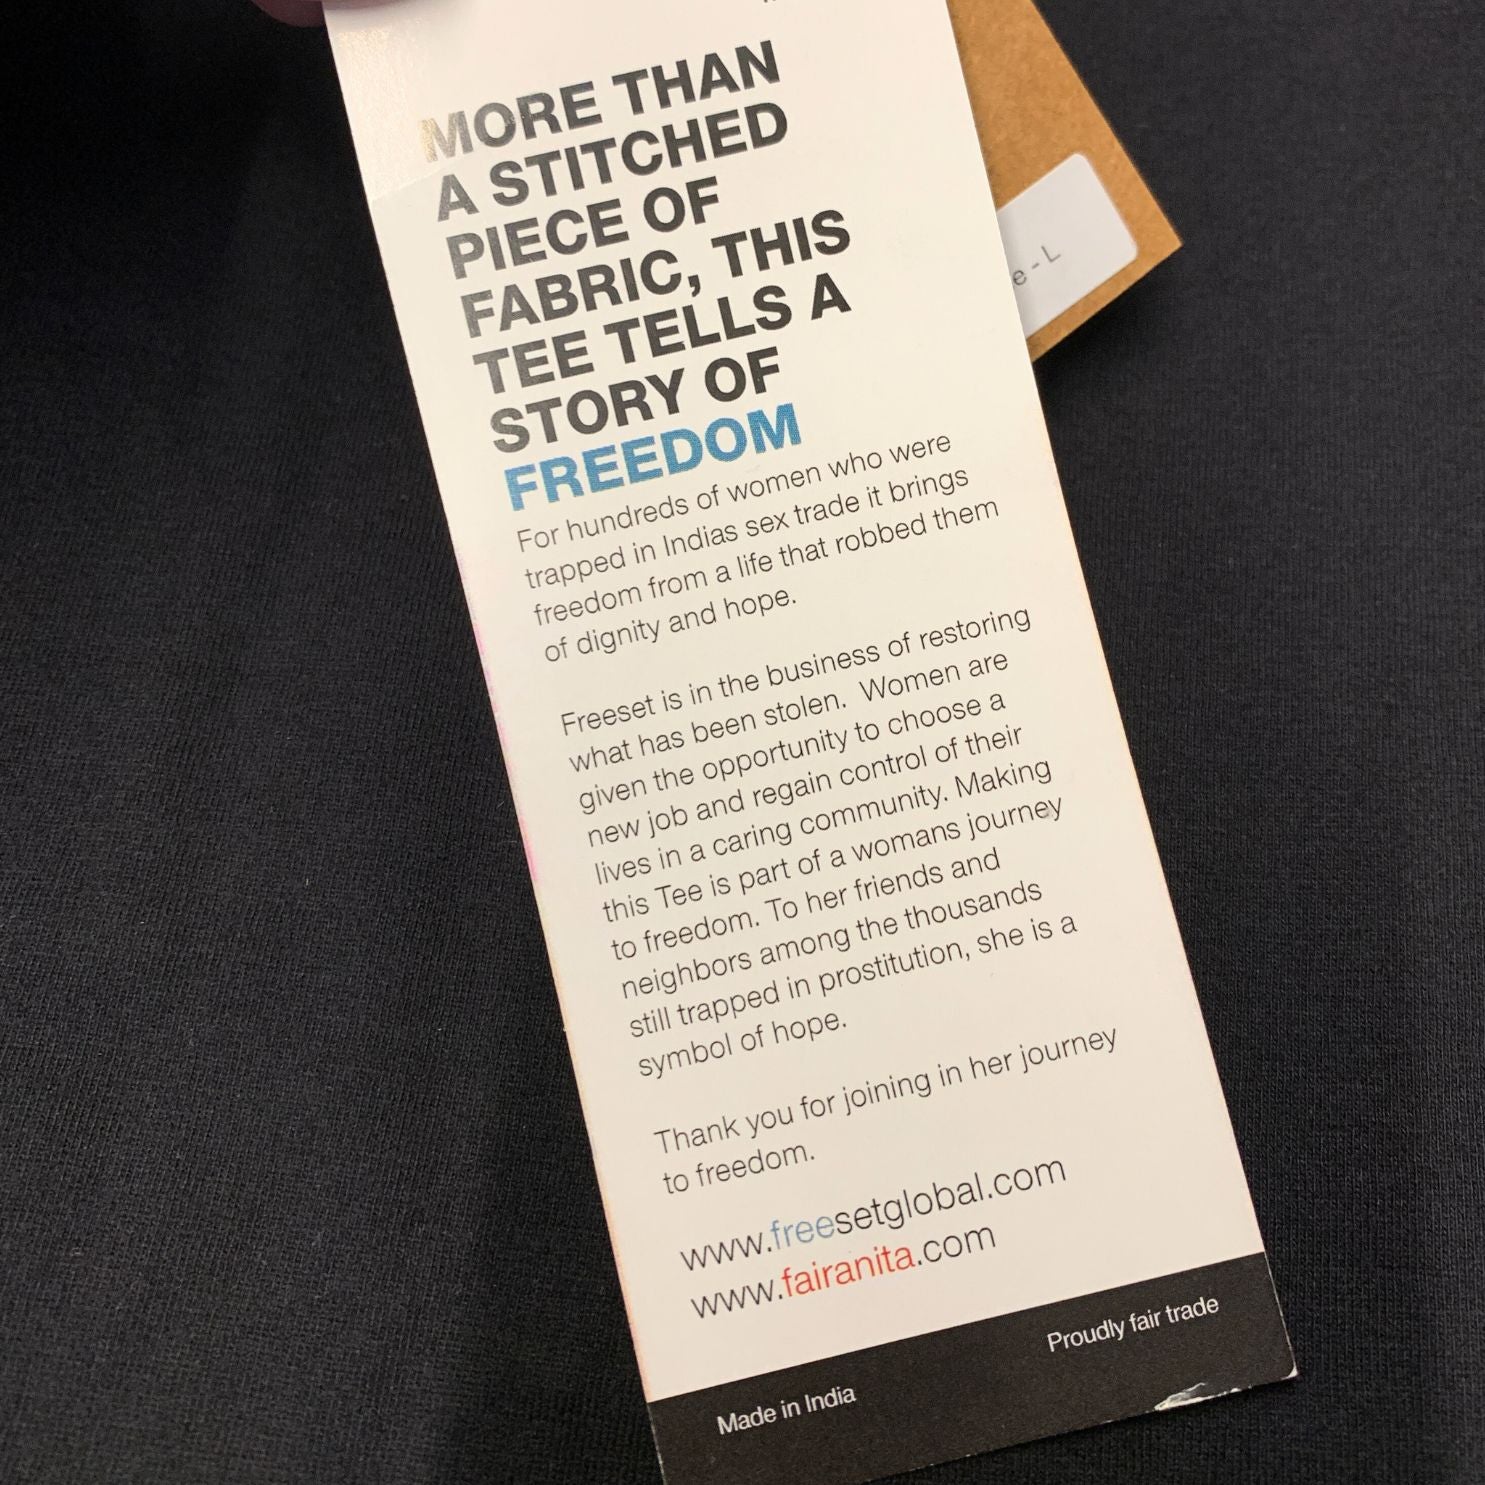 MORE THAN
A STITCHED
PIECE OF
FABRIC, THIS
TEE TELLS A
STORY OF
FREEDOM
For hundreds of women who were
trapped in Indias sex trade it brings
freedom from a life that robbed them
of dignity and hope.
Freeset is in the business of restoring
what has been stolen. Women are
given the opportunity to choose a
new job and regain control of their
lives in a caring community. Making
this Tee is part of a womans journey
to freedom. To her friends and
neighbors among the thousands
still trapped in prostitution, she is a
symbol of hope.
Thank you for joining in her journey
to freedom.
www.freesetglobal.com
www.fairanita.com
Made in India
Proudly fair trade
e - L